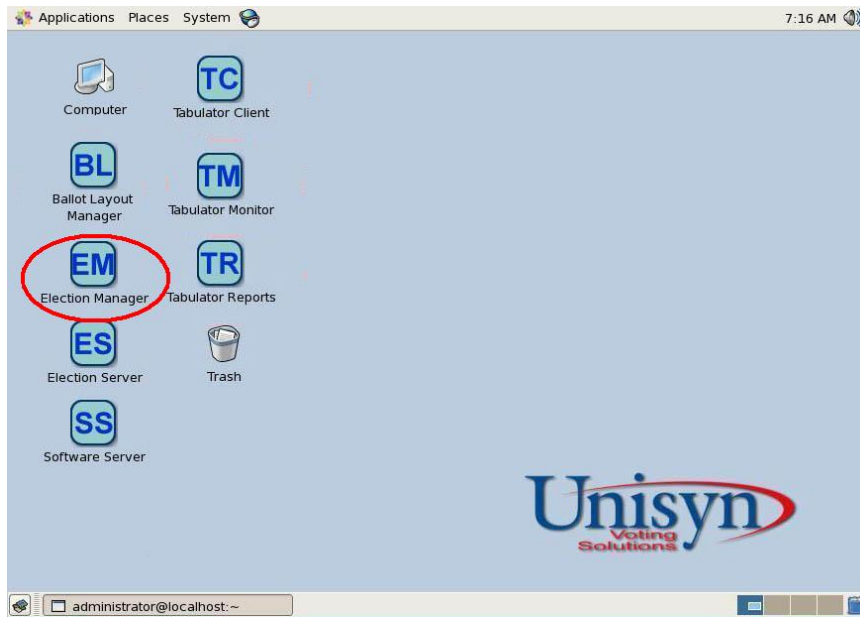 Applications Places System
7:16 AM
Computer
TC
Tabulator Client
BL
Ballot Layout
Manager
TM
Tabulator Monitor
EM
Election Manager
TR
Tabulator Reports
ES
Election Server
Trash
SS
Software Server
Unisyn
Voting
Solutions
administrator@localhost:~